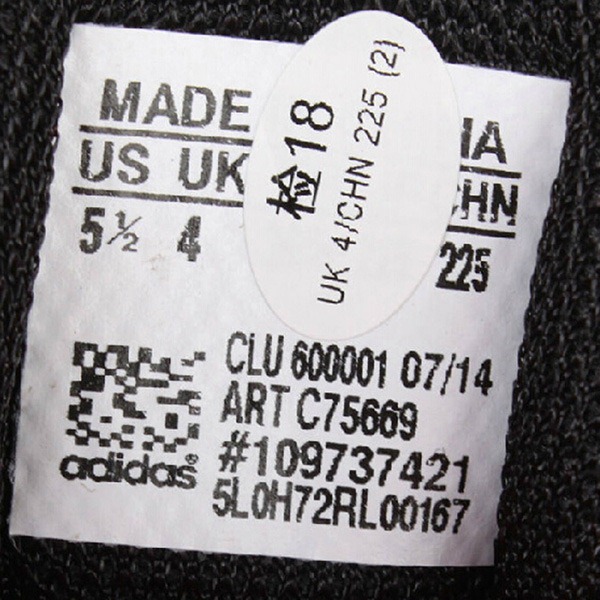 MADE
IA
US UK
CHN
5½ 4
225
检18
UK 4/CHN 225 (2)
CLU 600001 07/14
ART C75669
#109737421
5L0H72RL00167
adidas®